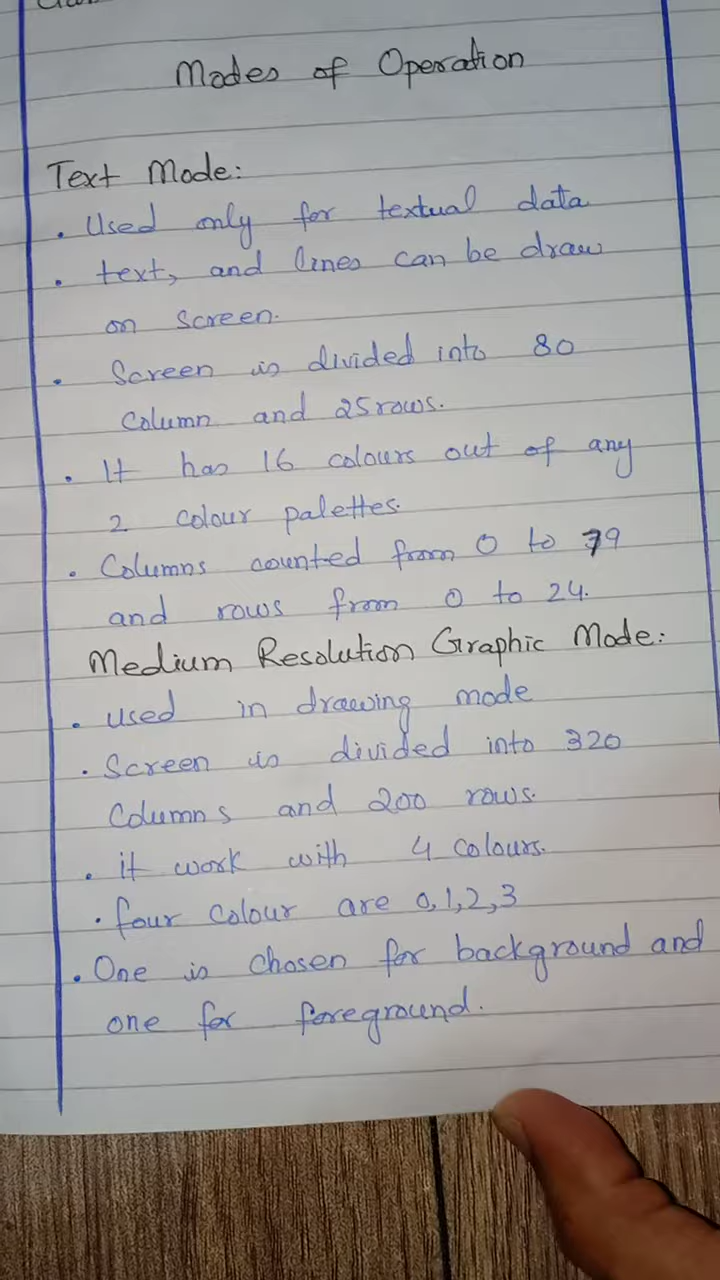 Modes of Operation
Text Mode:
. Used only for textual data
. text, and lines can be draw
on screen.
. Screen is divided into 80
column and 25 rows.
. It has 16 colours out of any
2 colour palettes.
. Columns counted from 0 to 79
and rows from 0 to 24.
Medium Resolution Graphic Mode:
. used in drawing mode
. Screen is divided into 320
columns and 200 rows.
. it work with 4 colours.
. four colour are 0,1,2,3
. One is chosen for background and
one for foreground.